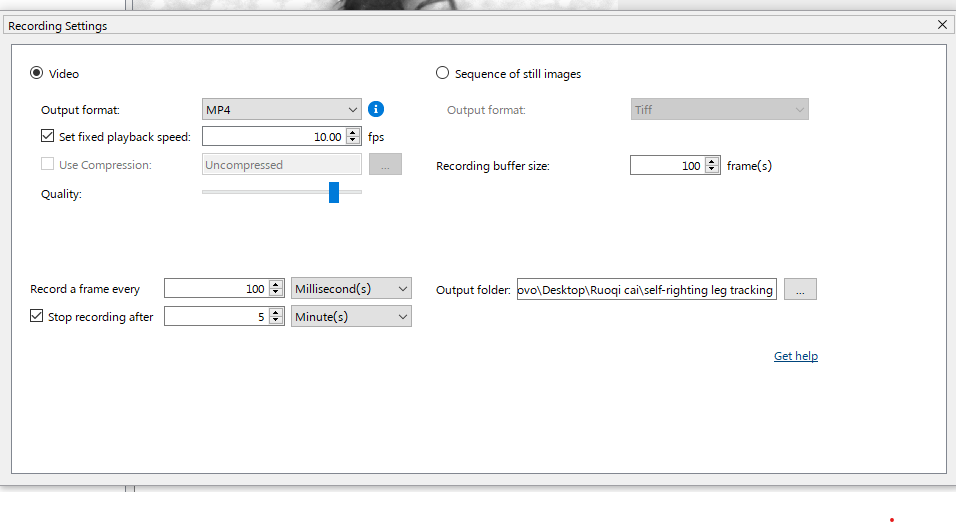 Recording Settings
Video
Sequence of still images
Output format:
MP4
Output format:
Tiff
Set fixed playback speed:
10.00
fps
Use Compression:
Uncompressed
...
Recording buffer size:
100
frame(s)
Quality:
Record a frame every
100
Millisecond(s)
Output folder:
ovo\Desktop\Ruoqi cai\self-righting leg tracking
...
Stop recording after
5
Minute(s)
Get help